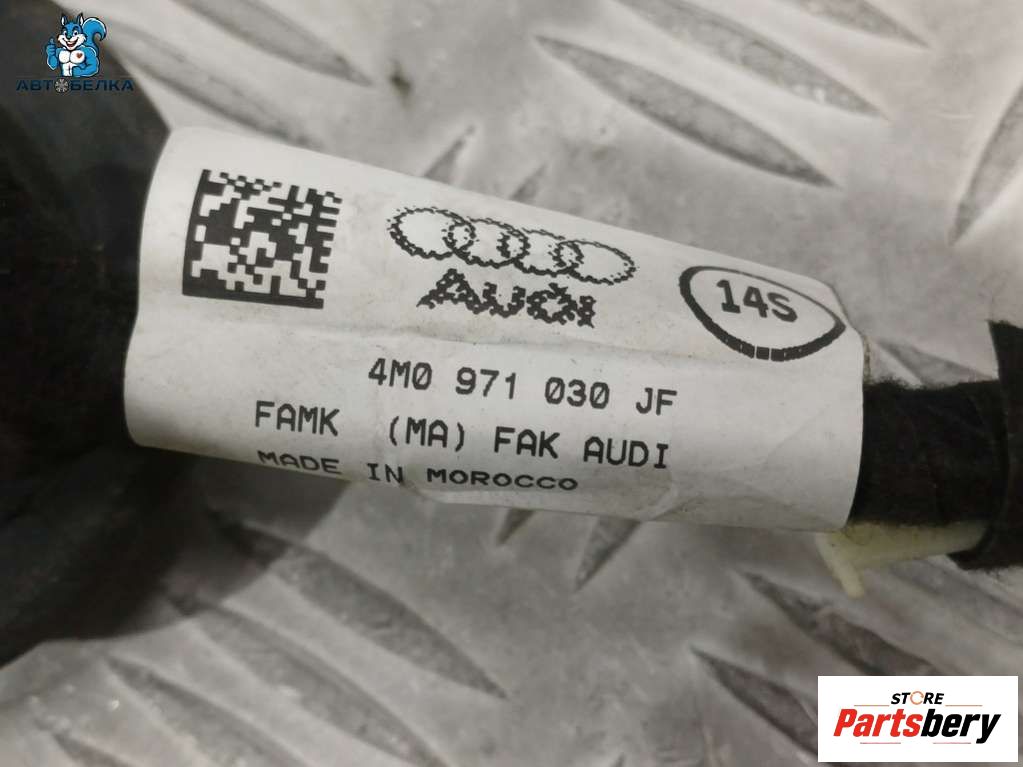 АВТОБЕЛКА
AUDI
14S
4M0 971 030 JF
FAMK (MA) FAK AUDI
MADE IN MOROCCO
STORE
Partsbery